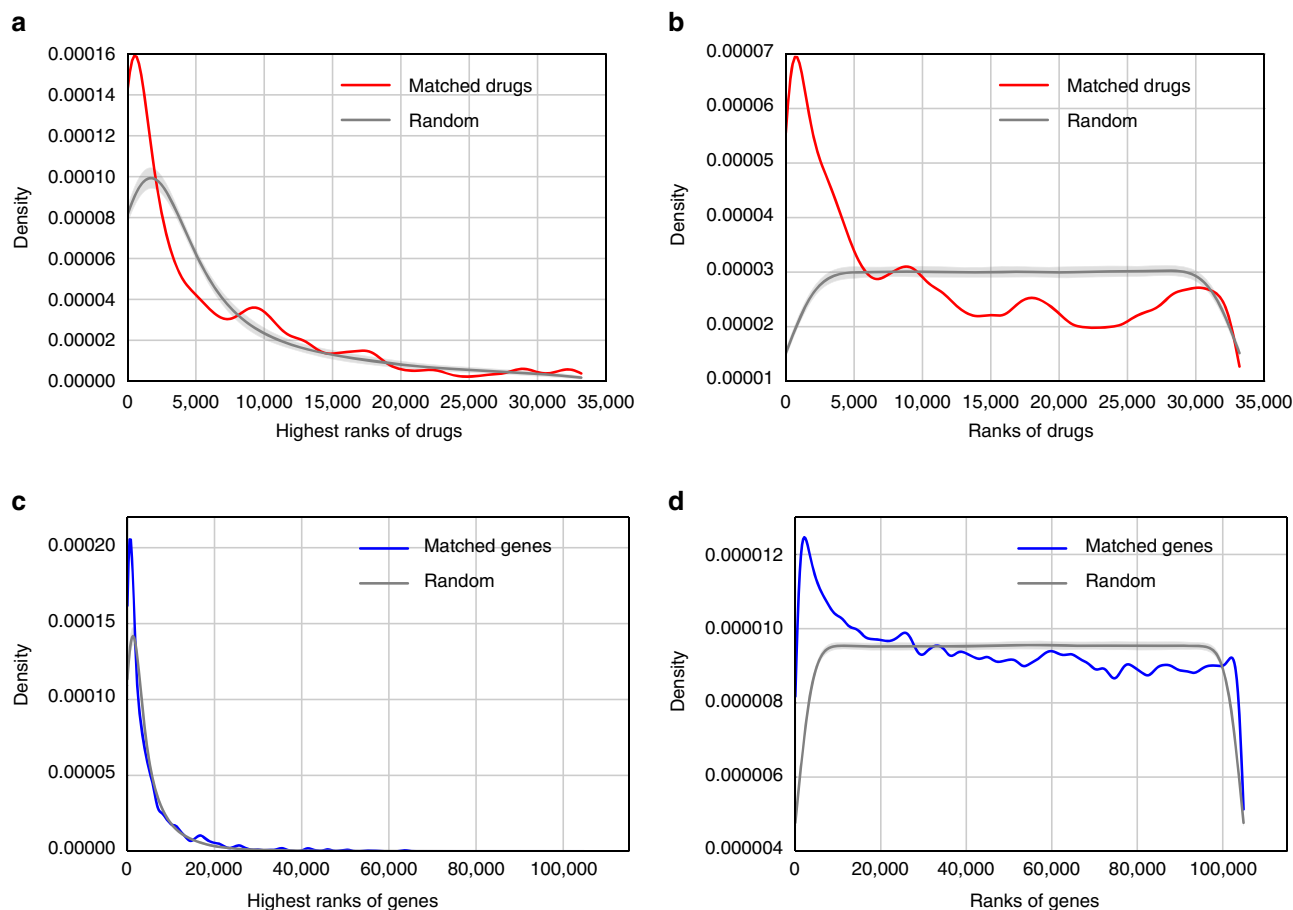 a
0.00016
0.00014
0.00012
0.00010
0.00008
0.00006
0.00004
0.00002
0.00000
Density
Matched drugs
Random
0 5,000 10,000 15,000 20,000 25,000 30,000 35,000
Highest ranks of drugs
b
0.00007
0.00006
0.00005
0.00004
0.00003
0.00002
0.00001
Density
Matched drugs
Random
0 5,000 10,000 15,000 20,000 25,000 30,000 35,000
Ranks of drugs
c
0.00020
0.00015
0.00010
0.00005
0.00000
Density
Matched genes
Random
0 20,000 40,000 60,000 80,000 100,000
Highest ranks of genes
d
0.000012
0.000010
0.000008
0.000006
0.000004
Density
Matched genes
Random
0 20,000 40,000 60,000 80,000 100,000
Ranks of genes